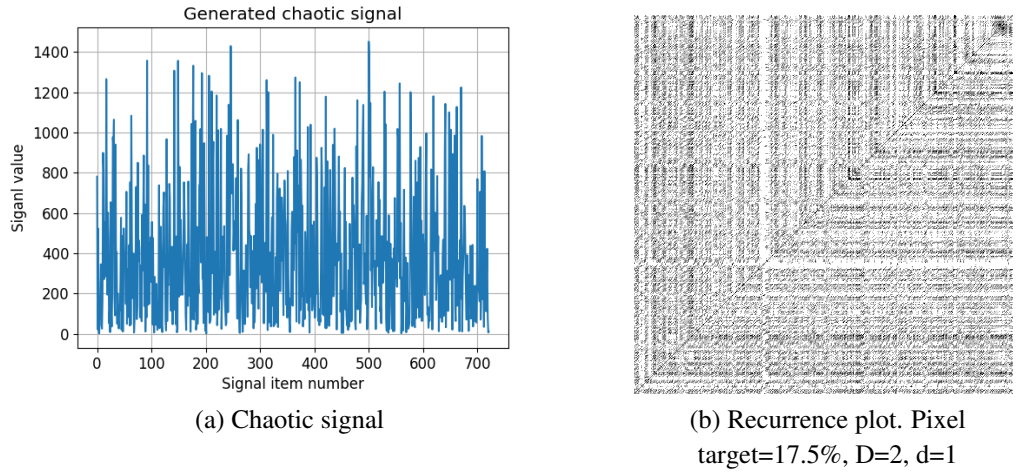 Generated chaotic signal
1400
1200
1000
800
600
400
200
0
Siganl value
0 100 200 300 400 500 600 700
Signal item number
(a) Chaotic signal
(b) Recurrence plot. Pixel
target=17.5%, D=2, d=1